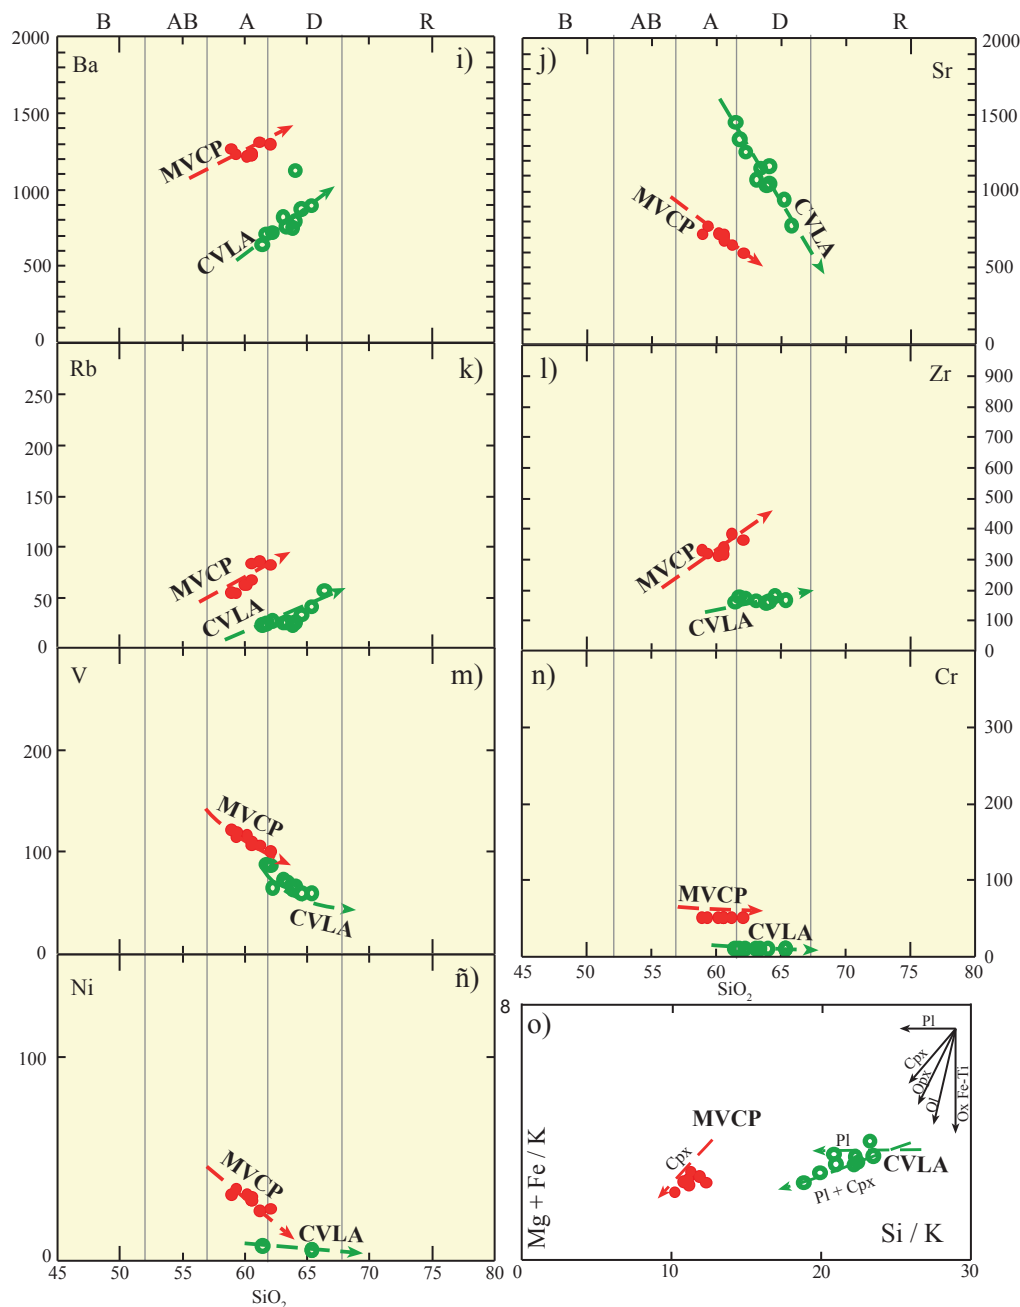 B AB A D R B AB A D R
2000 Ba i) j) Sr 2000
1500 MVCP 1500
1000 MVCP 1000
500 CVLA CVLA 500
0 0
Rb k) l) Zr
250 900
200 800
150 700
100 600
50 500
0 400
MVCP 300
CVLA 200
MVCP 100
CVLA 0
V m) n) Cr
200 300
100 200
0 100
MVCP MVCP 0
CVLA CVLA
45 50 55 60 65 70 75 80
SiO2
Ni ñ)
100
0
MVCP
CVLA
45 50 55 60 65 70 75 80
SiO2
8 o)
Pl
Cpx
Opx
Ol
Ox Fe-Ti
MVCP
Cpx
Pl
CVLA
Pl + Cpx
Mg + Fe / K
Si / K
0 10 20 30